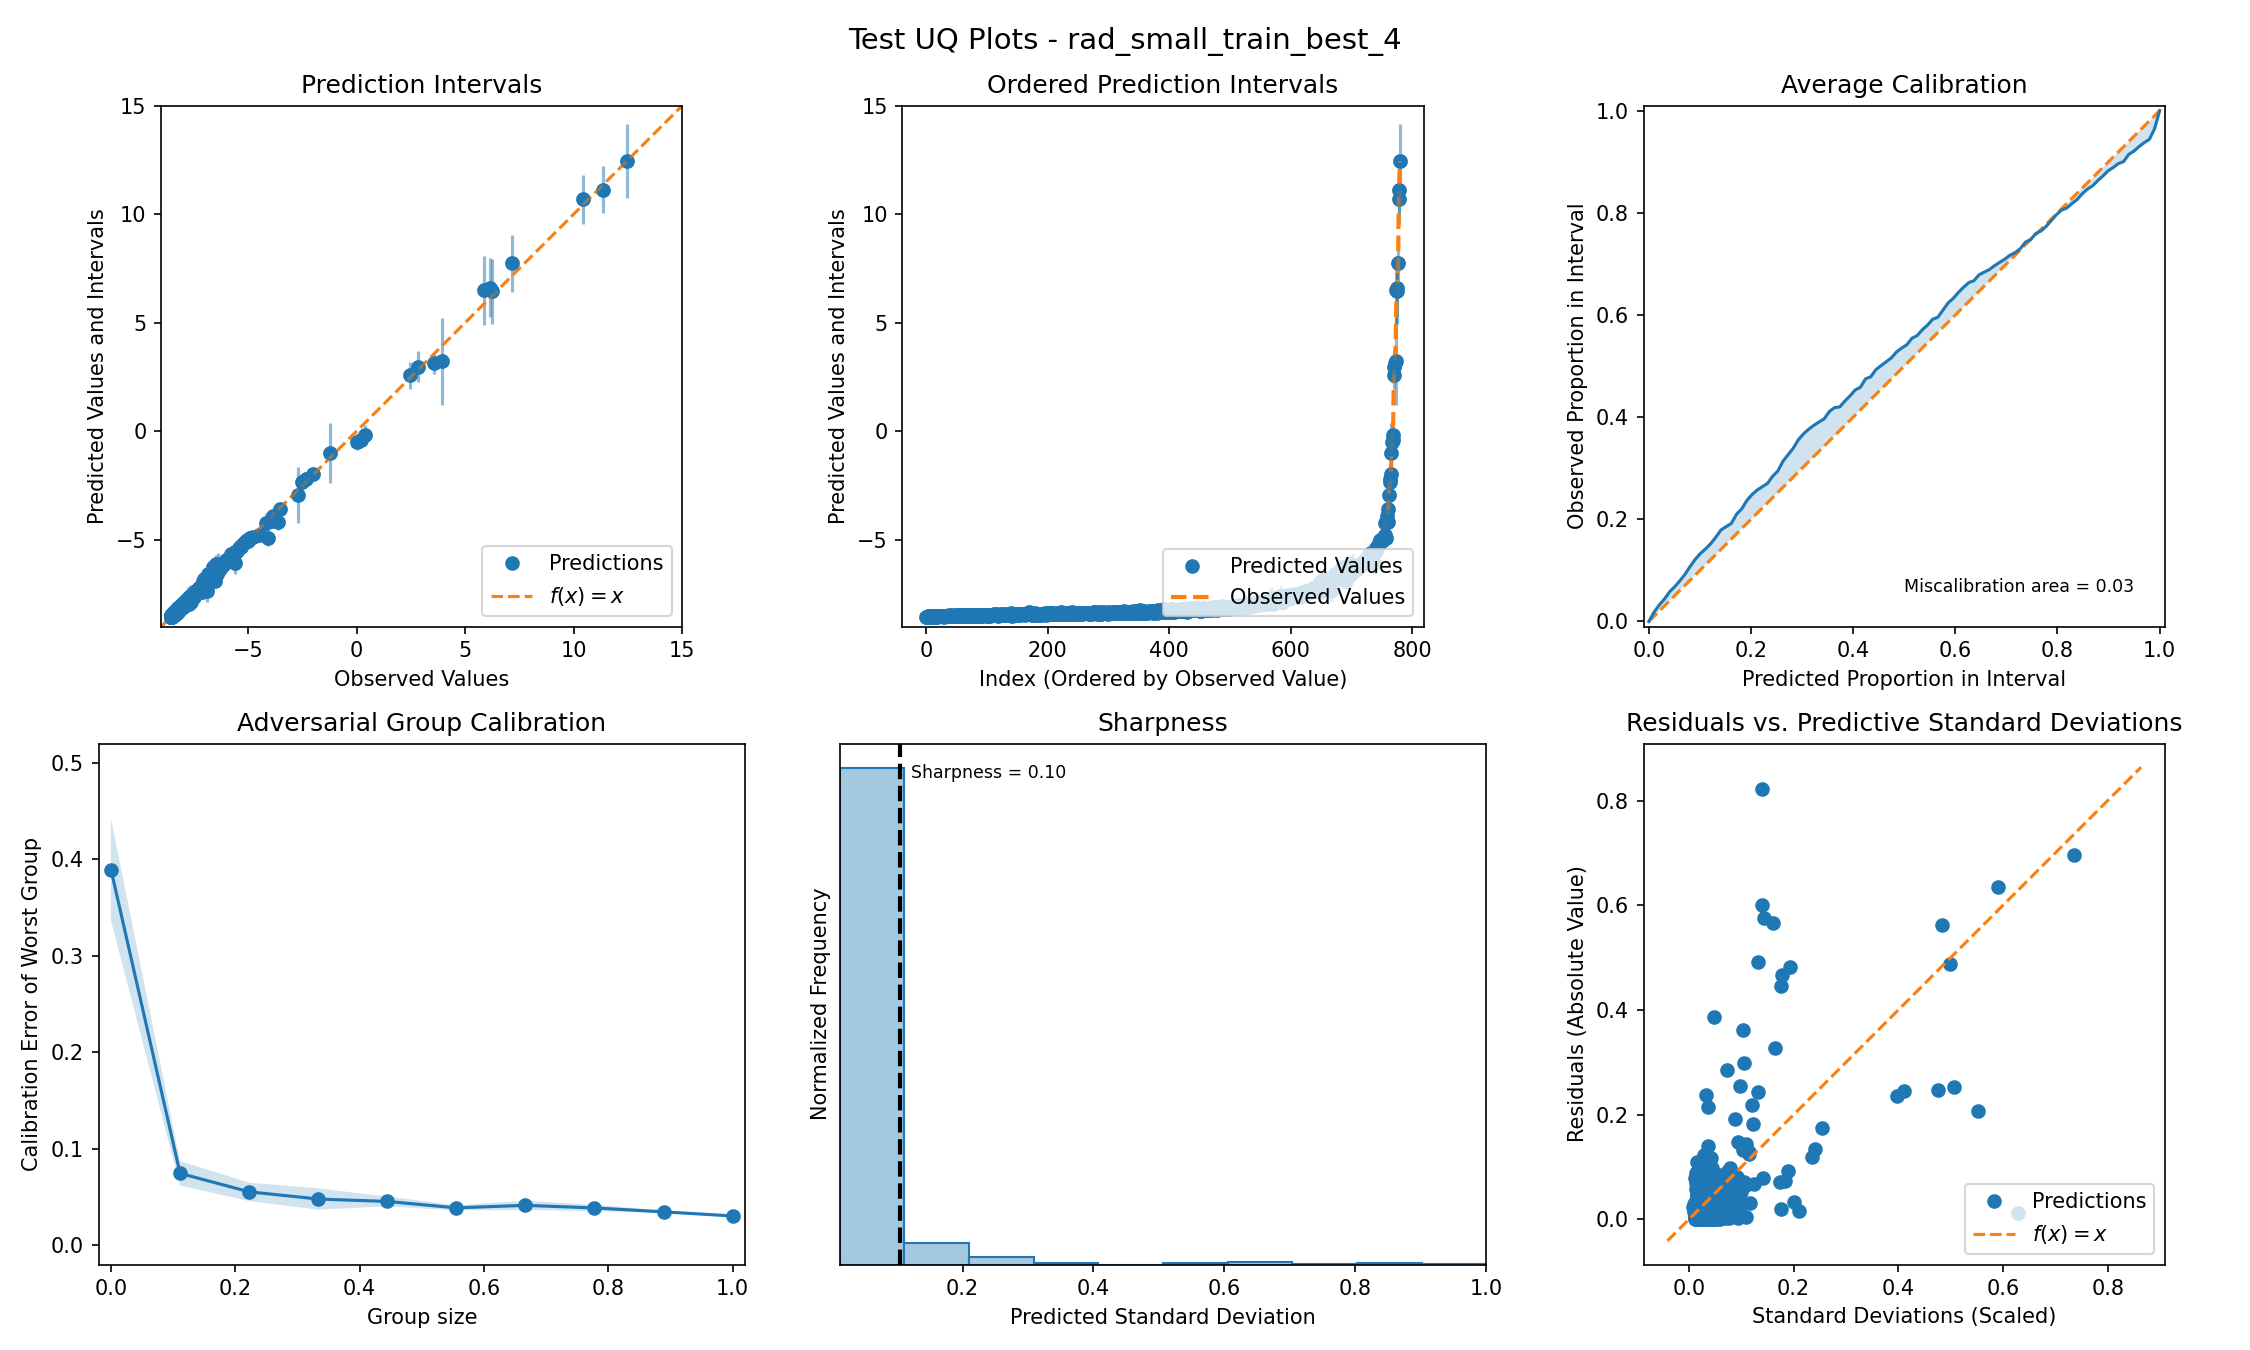 Test UQ Plots - rad_small_train_best_4
Prediction Intervals
15
10
5
0
−5
Predicted Values and Intervals
−5
0
5
10
15
Observed Values
Predictions
f(x) = x
Ordered Prediction Intervals
15
10
5
0
−5
Predicted Values and Intervals
0
200
400
600
800
Index (Ordered by Observed Value)
Predicted Values
Observed Values
Average Calibration
1.0
0.8
0.6
0.4
0.2
0.0
Observed Proportion in Interval
0.0
0.2
0.4
0.6
0.8
1.0
Predicted Proportion in Interval
Miscalibration area = 0.03
Adversarial Group Calibration
0.5
0.4
0.3
0.2
0.1
0.0
Calibration Error of Worst Group
0.0
0.2
0.4
0.6
0.8
1.0
Group size
Sharpness
Sharpness = 0.10
Normalized Frequency
0.2
0.4
0.6
0.8
1.0
Predicted Standard Deviation
Residuals vs. Predictive Standard Deviations
0.8
0.6
0.4
0.2
0.0
Residuals (Absolute Value)
0.0
0.2
0.4
0.6
0.8
Standard Deviations (Scaled)
Predictions
f(x) = x